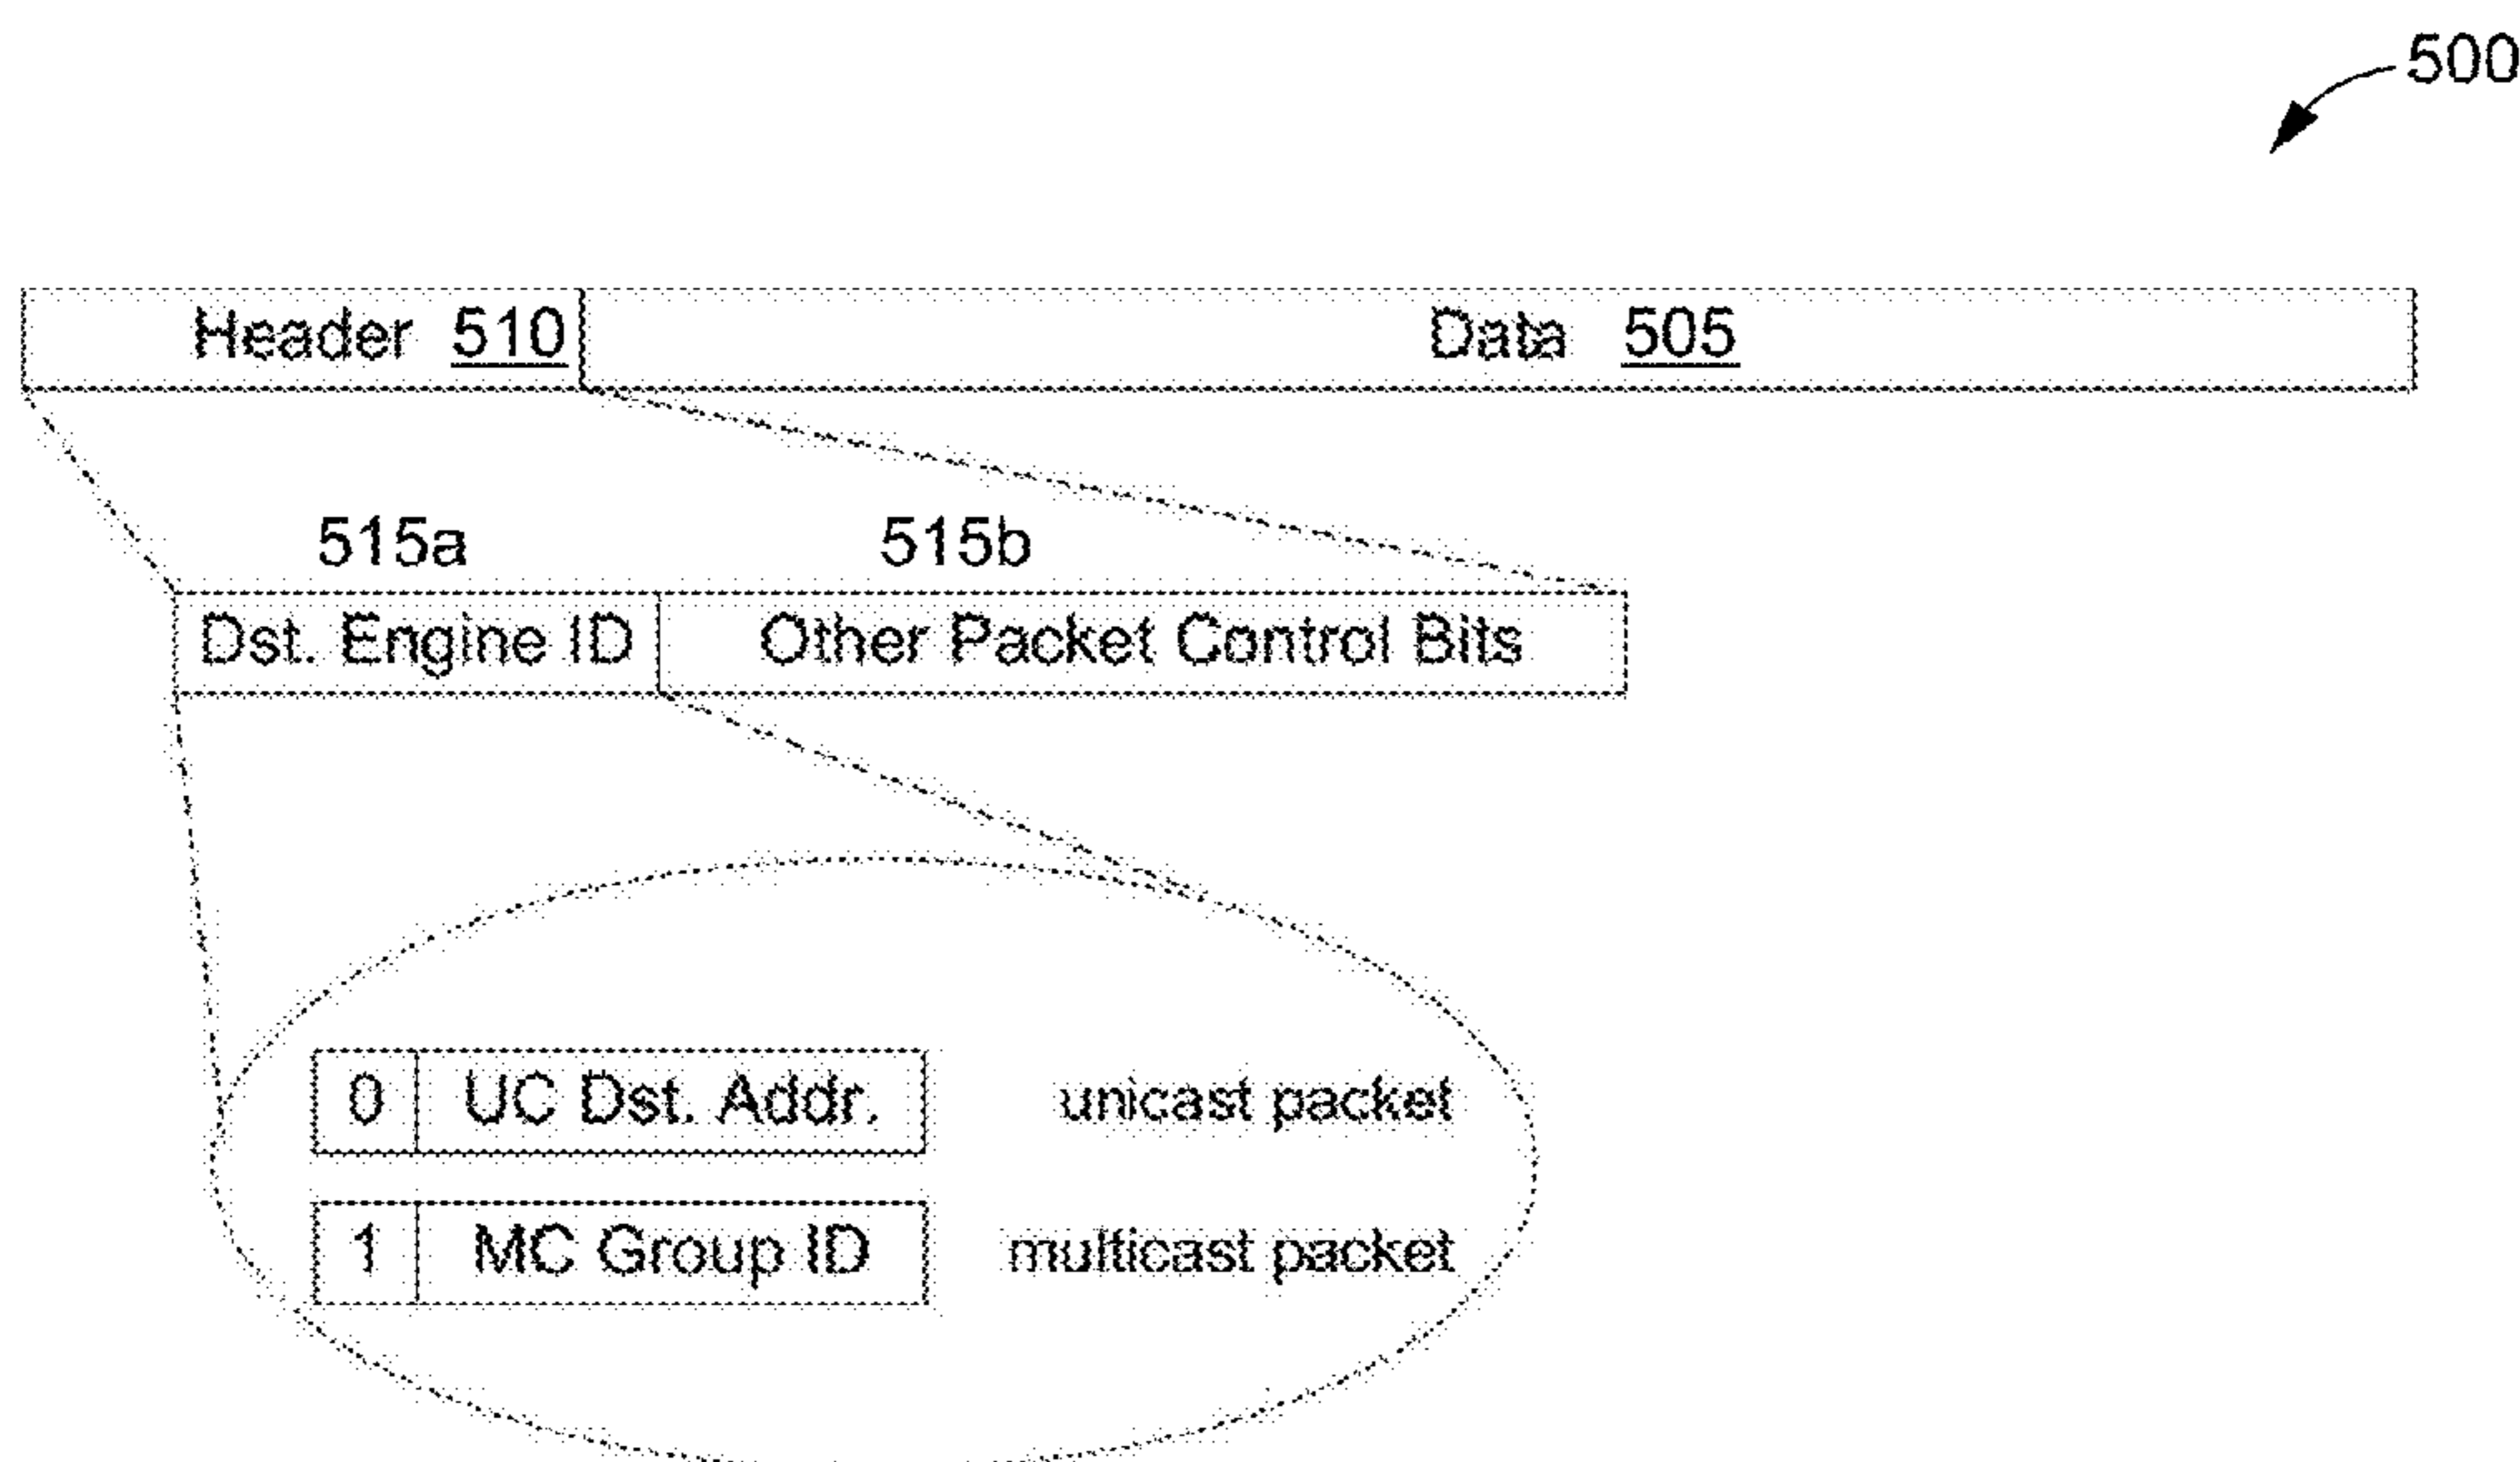 500
Header 510 Data 505
515a 515b
Dst. Engine ID Other Packet Control Bits
0 UC Dst. Addr. unicast packet
1 MC Group ID multicast packet